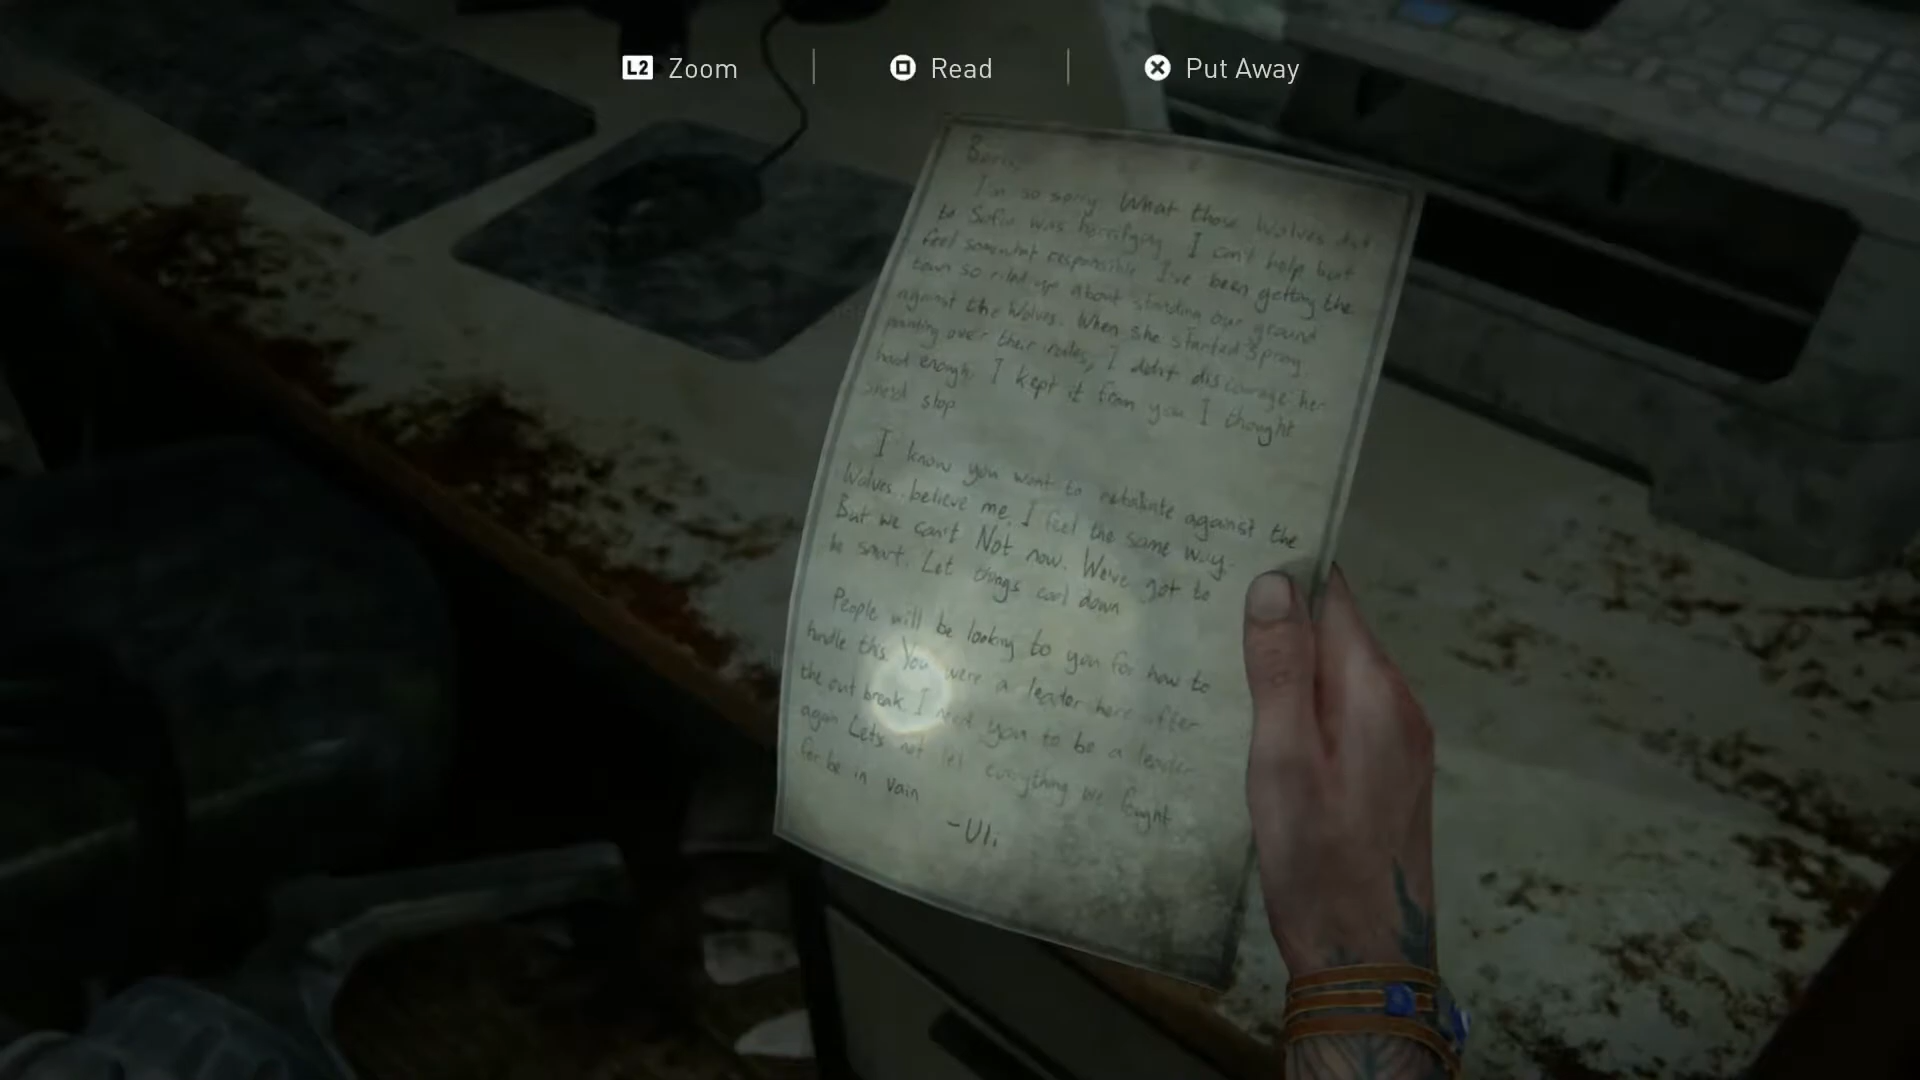 L2 Zoom
Read
Put Away
Boris,
I'm so sorry. What those Wolves did
to Sofia was horrifying. I can't help but
feel somewhat responsible. I've been getting the
town so riled up about standing our ground
against the Wolves. When she started spray
painting over their rules, I didn't discourage her
hard enough. I kept it from you. I thought
she'd stop
I know you want to retaliate against the
Wolves. believe me, I feel the same way.
But we can't Not now. We've got to
be smart. Let things cool down
People will be looking to you for how to
handle this. You were a leader here after
the out break. I need you to be a leader
again Let's not let everything we fought
for be in vain
-Uli